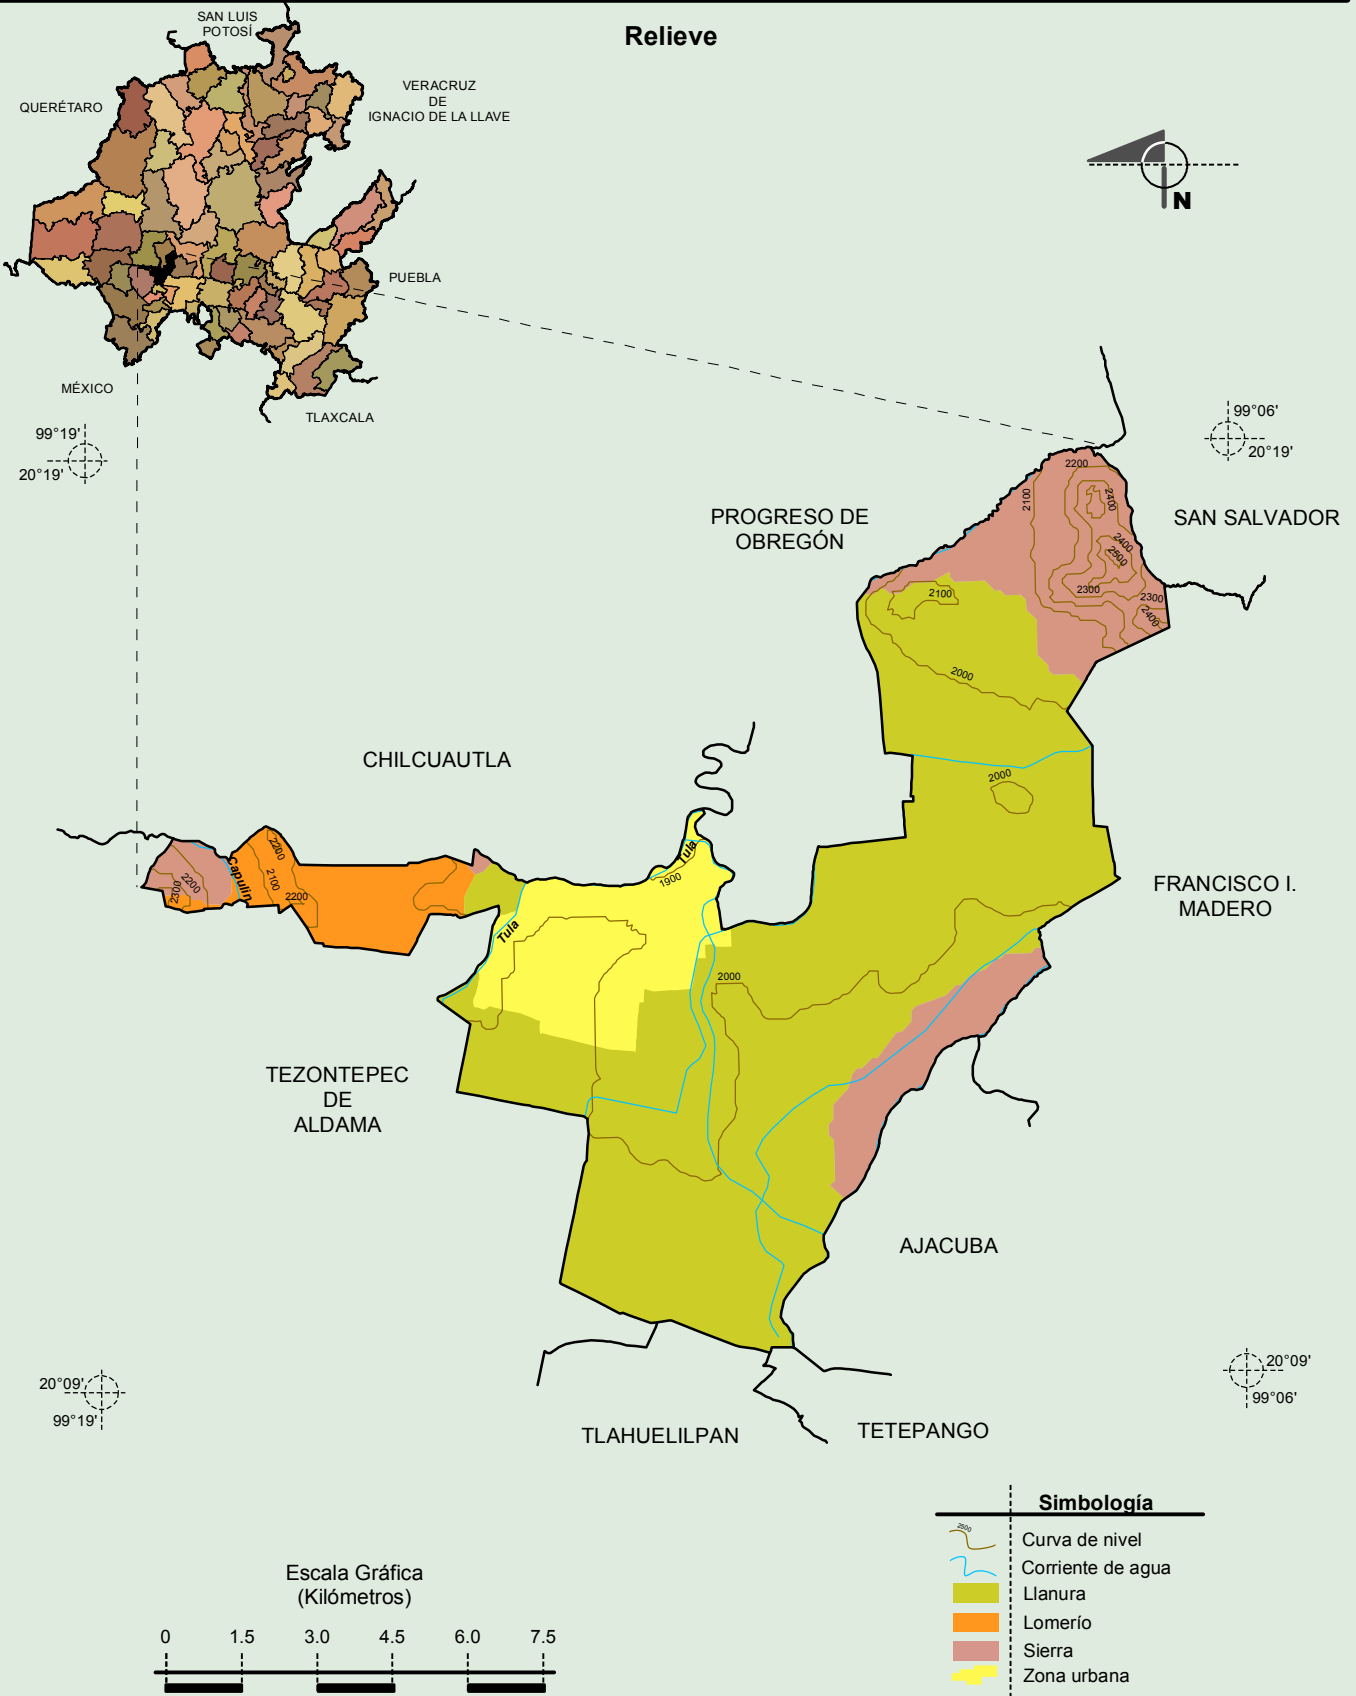 Relieve
SAN LUIS
POTOSÍ
QUERÉTARO
VERACRUZ
DE
IGNACIO DE LA LLAVE
N
PUEBLA
MÉXICO
TLAXCALA
99°19'
20°19'
99°06'
20°19'
PROGRESO DE
OBREGÓN
SAN SALVADOR
2200
2100
2400
2400
2500
2300
2300
2400
2100
2000
2000
CHILCUAUTLA
Tula
1900
Capulín
2200
2100
2200
2200
2300
Tula
2000
FRANCISCO I.
MADERO
TEZONTEPEC
DE
ALDAMA
AJACUBA
20°09'
99°19'
20°09'
99°06'
TLAHUELILPAN
TETEPANGO
Simbología
2500
Curva de nivel
Corriente de agua
Llanura
Lomerío
Sierra
Zona urbana
Escala Gráfica
(Kilómetros)
0 1.5 3.0 4.5 6.0 7.5